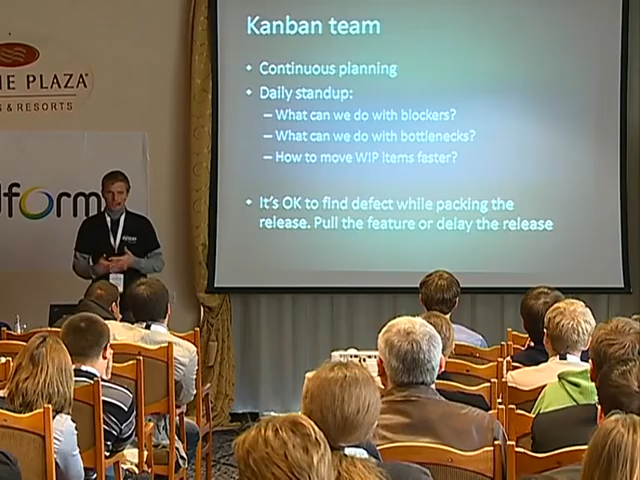 Kanban team
• Continuous planning
• Daily standup:
– What can we do with blockers?
– What can we do with bottlenecks?
– How to move WIP items faster?
• It's OK to find defect while packing the
release. Pull the feature or delay the release
NE PLAZA
S & RESORTS
dform